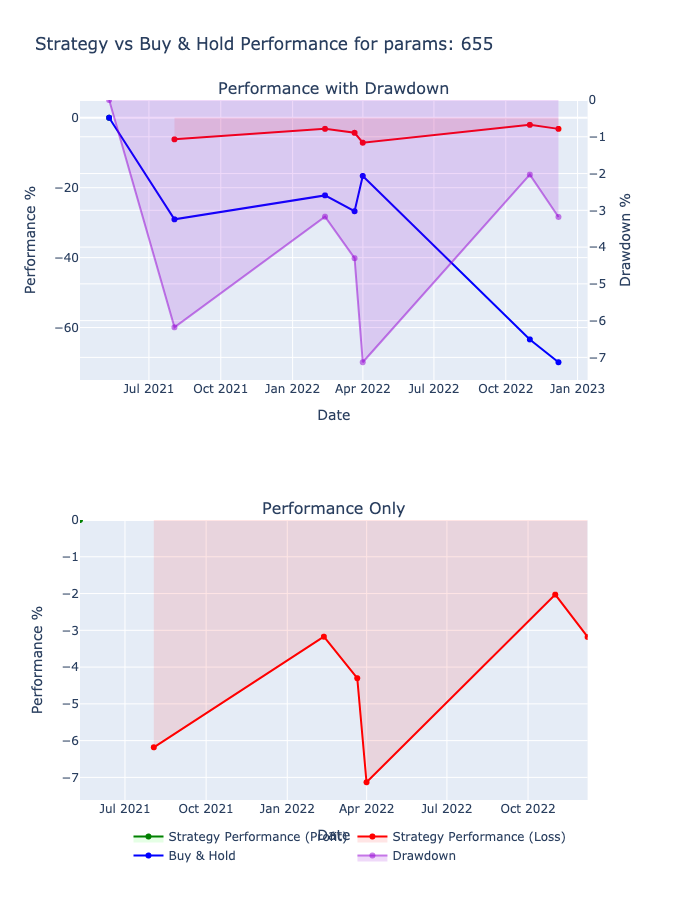 Strategy vs Buy & Hold Performance for params: 655
Performance with Drawdown
0
−20
−40
−60
Performance %
0
−1
−2
−3
−4
−5
−6
−7
Drawdown %
Jul 2021 Oct 2021 Jan 2022 Apr 2022 Jul 2022 Oct 2022 Jan 2023
Date
Performance Only
0
−1
−2
−3
−4
−5
−6
−7
Performance %
Jul 2021 Oct 2021 Jan 2022 Apr 2022 Jul 2022 Oct 2022
Date
Strategy Performance (Profit) Strategy Performance (Loss)
Buy & Hold Drawdown